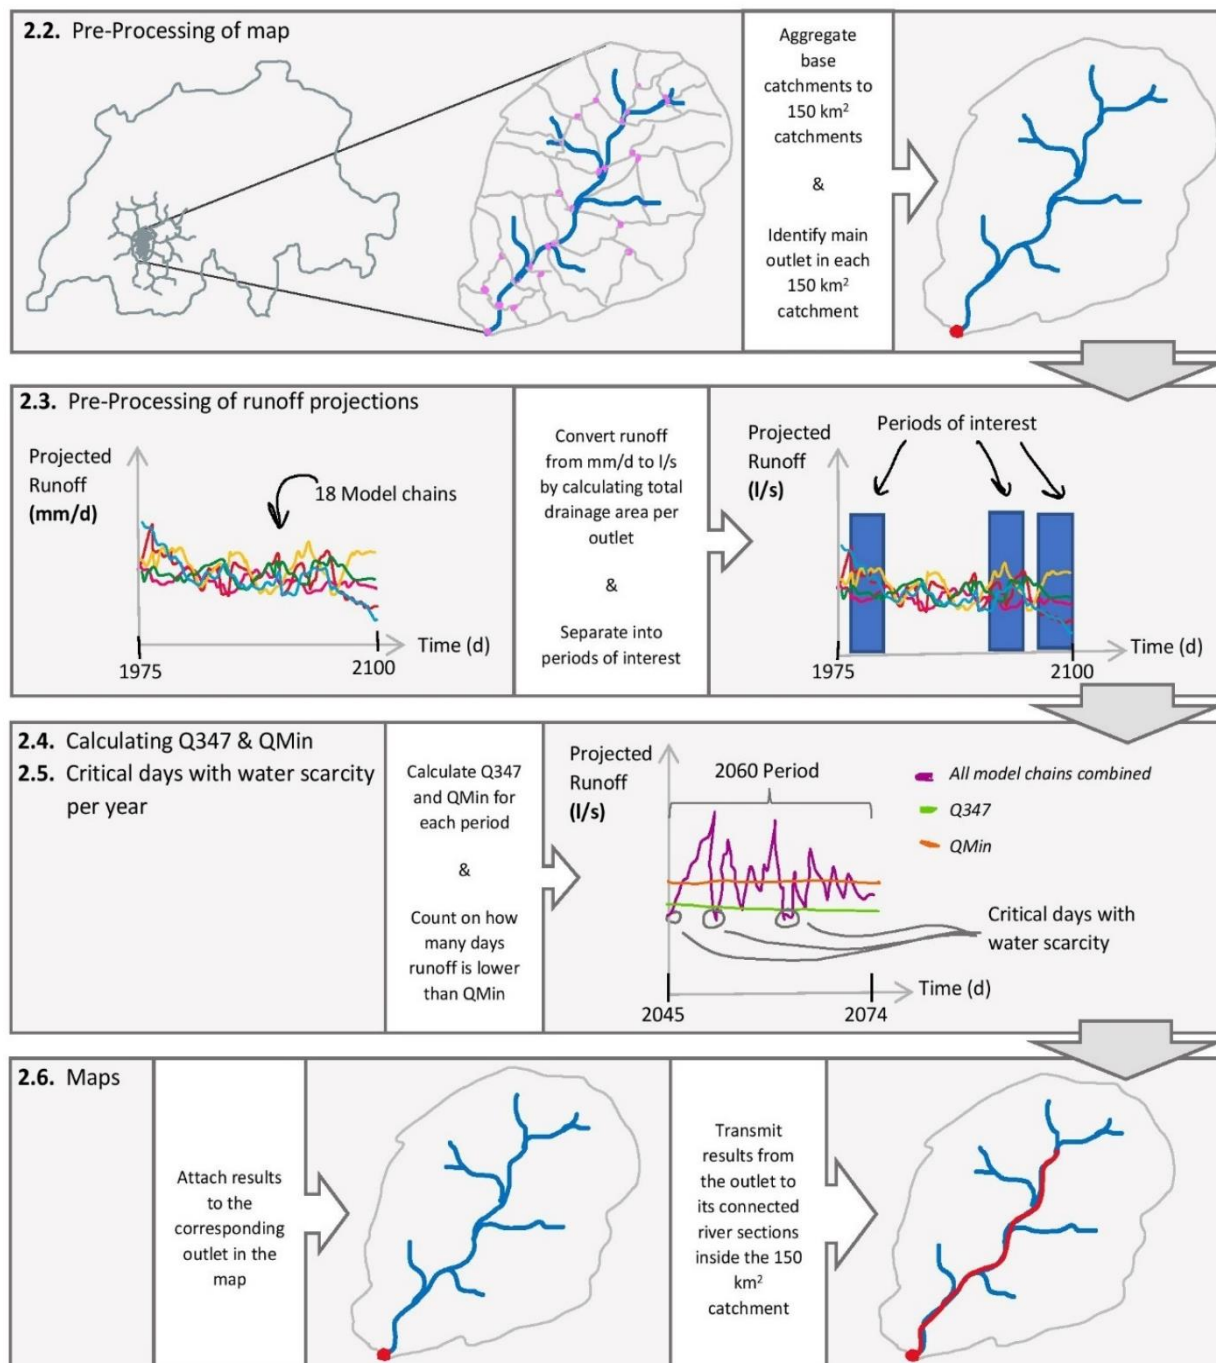 2.2. Pre-Processing of map
Aggregate
base
catchments to
150 km²
catchments
&
Identify main
outlet in each
150 km²
catchment
2.3. Pre-Processing of runoff projections
Projected
Runoff
(mm/d)
18 Model chains
Time (d)
1975
2100
Convert runoff
from mm/d to l/s
by calculating total
drainage area per
outlet
&
Separate into
periods of interest
Projected
Runoff
(l/s)
Periods of interest
Time (d)
1975
2100
2.4. Calculating Q347 & QMin
2.5. Critical days with water scarcity
per year
Calculate Q347
and QMin for
each period
&
Count on how
many days
runoff is lower
than QMin
Projected
Runoff
(l/s)
2060 Period
All model chains combined
Q347
QMin
Critical days with
water scarcity
Time (d)
2045
2074
2.6. Maps
Attach results
to the
corresponding
outlet in the
map
Transmit
results from
the outlet to
its connected
river sections
inside the 150
km²
catchment